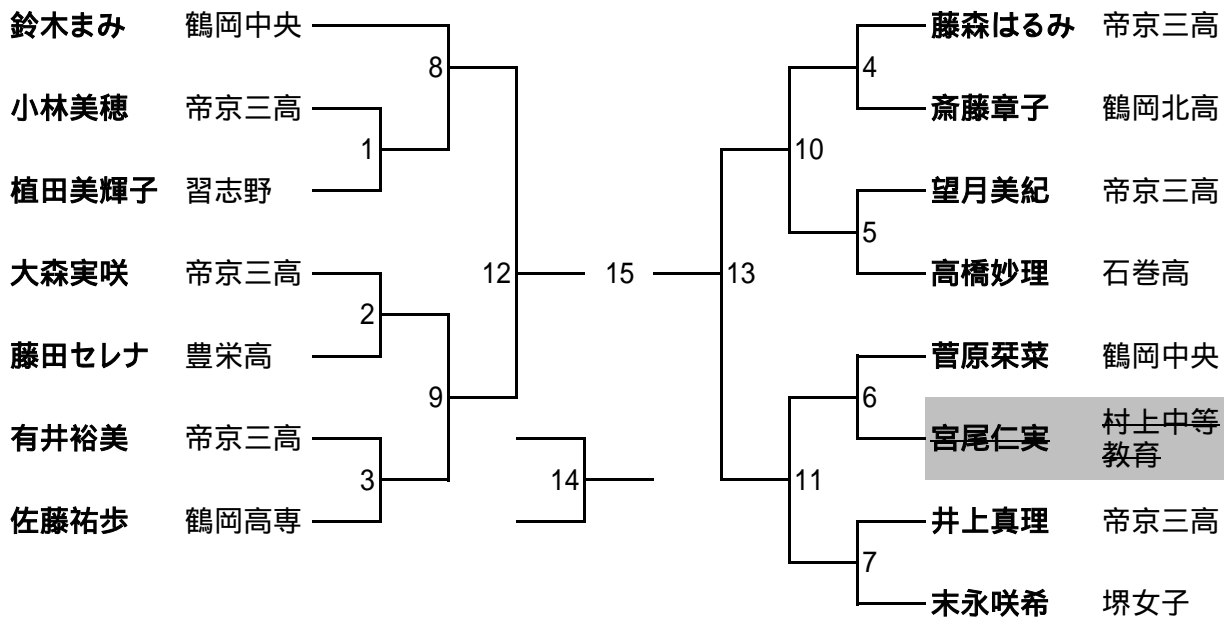 鈴木まみ 鶴岡中央
8
小林美穂 帝京三高
1
植田美輝子 習志野
大森実咲 帝京三高
2
藤田セレナ 豊栄高
9
有井裕美 帝京三高
3
佐藤祐歩 鶴岡高専
12
15
14
13
藤森はるみ 帝京三高
4
斎藤章子 鶴岡北高
10
望月美紀 帝京三高
5
高橋妙理 石巻高
菅原栞菜 鶴岡中央
6
宮尾仁実 村上中等
教育
11
井上真理 帝京三高
7
末永咲希 堺女子